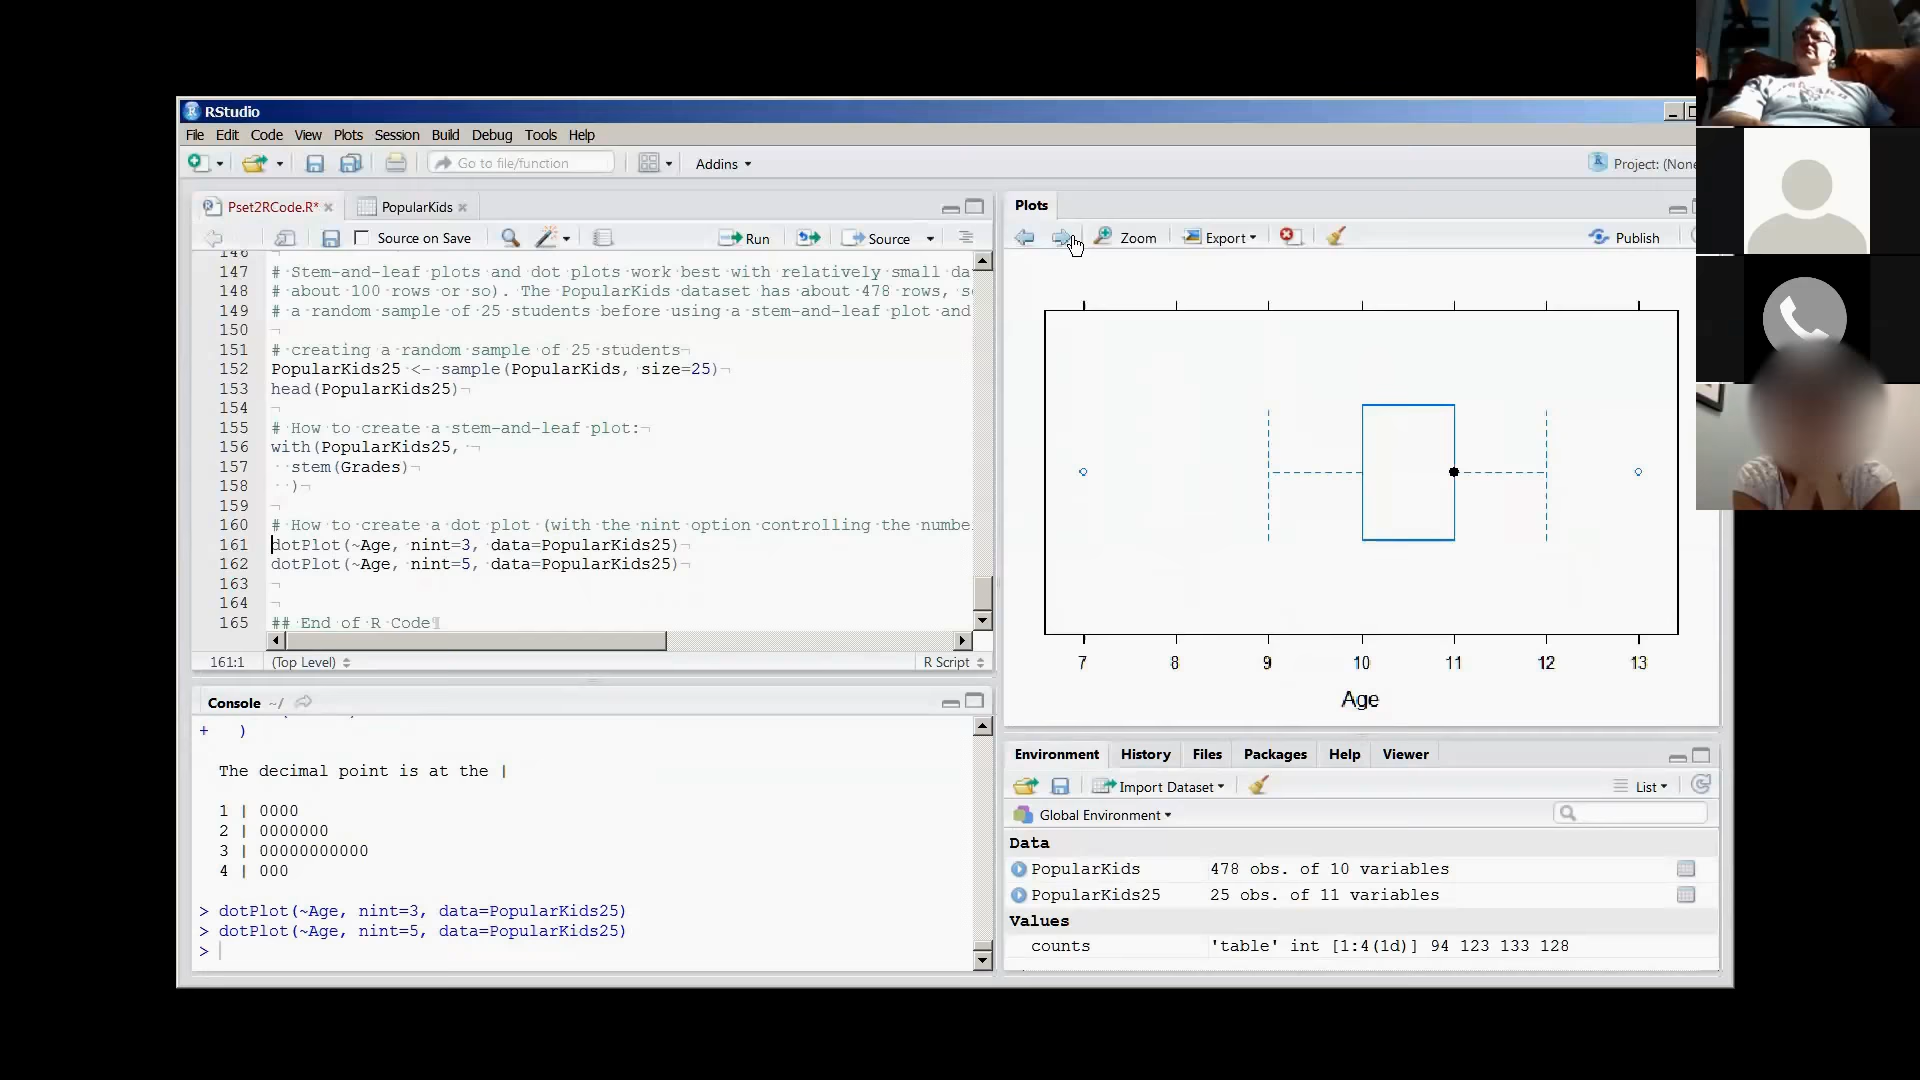 RStudio
File Edit Code View Plots Session Build Debug Tools Help
Go to file/function
Addins
Project: (None
Pset2RCode.R*
PopularKids
Source on Save
Run
Source
146
147 # Stem-and-leaf plots and dot plots work best with relatively small da
148 # about 100 rows or so). The PopularKids dataset has about 478 rows, s
149 # a random sample of 25 students before using a stem-and-leaf plot and
150
151 # creating a random sample of 25 students
152 PopularKids25 <- sample(PopularKids, size=25)
153 head(PopularKids25)
154
155 # How to create a stem-and-leaf plot:
156 with(PopularKids25,
157 stem(Grades)
158 )
159
160 # How to create a dot plot (with the nint option controlling the numbe
161 dotPlot(~Age, nint=3, data=PopularKids25)
162 dotPlot(~Age, nint=5, data=PopularKids25)
163
164
165 ## End of R Code
161:1 (Top Level) R Script
Console ~/
+ )
The decimal point is at the |
1 | 0000
2 | 0000000
3 | 00000000000
4 | 000
> dotPlot(~Age, nint=3, data=PopularKids25)
> dotPlot(~Age, nint=5, data=PopularKids25)
>
Plots
Zoom Export Publish
7 8 9 10 11 12 13
Age
Environment History Files Packages Help Viewer
Import Dataset List
Global Environment
Data
PopularKids 478 obs. of 10 variables
PopularKids25 25 obs. of 11 variables
Values
counts 'table' int [1:4(1d)] 94 123 133 128